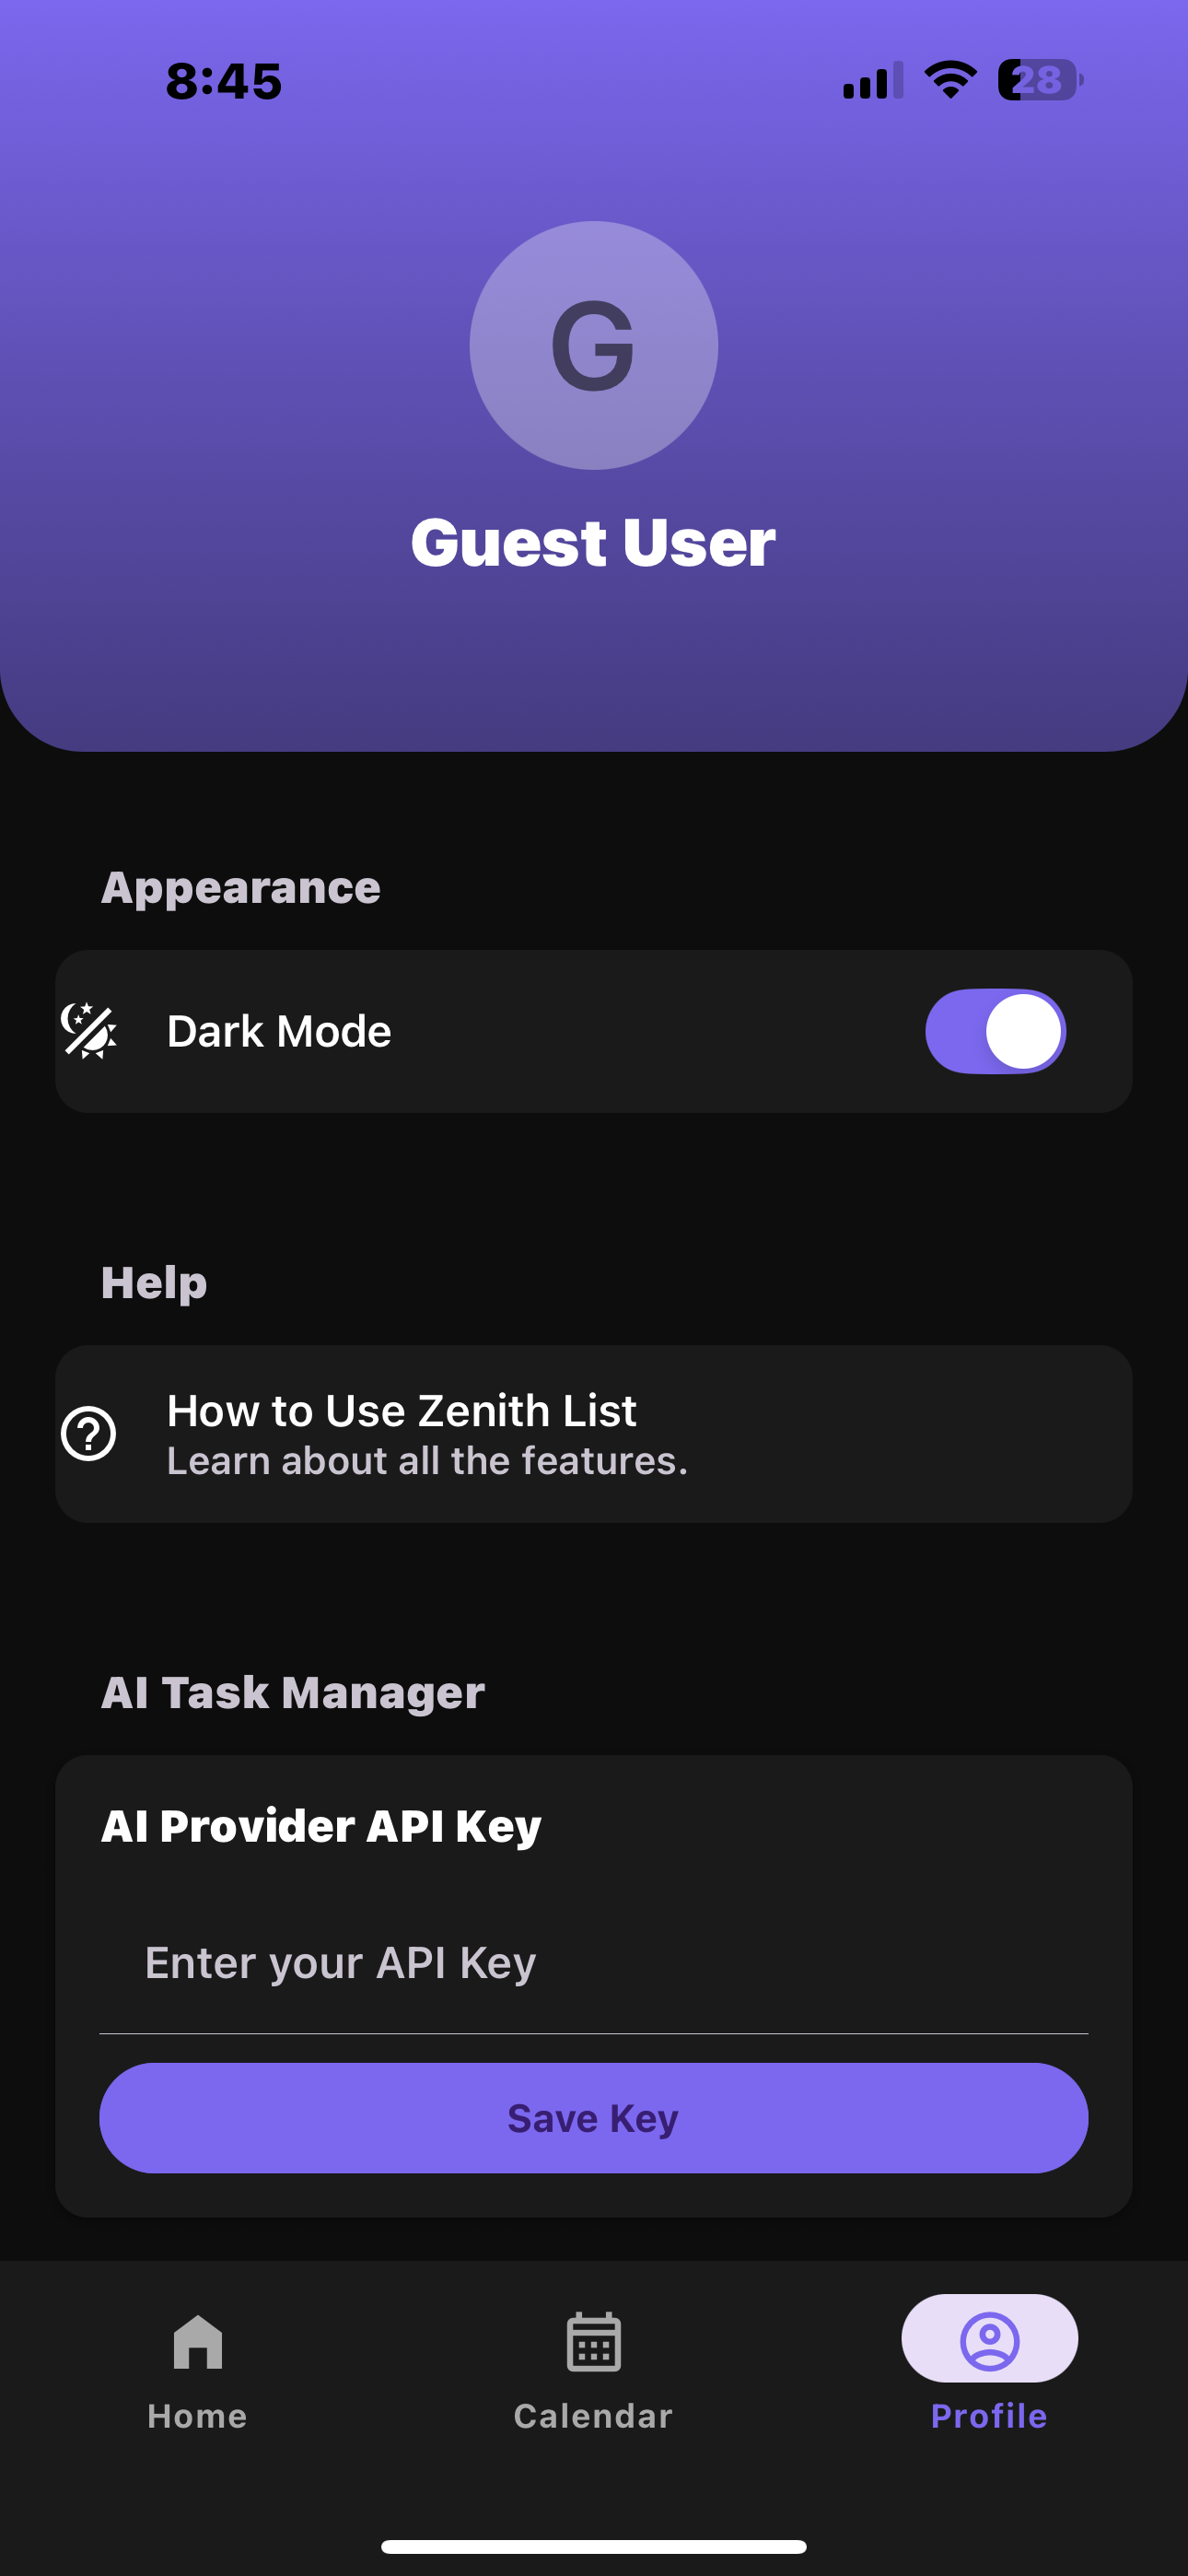 8:45
28
G
Guest User
Appearance
Dark Mode
Help
How to Use Zenith List
Learn about all the features.
AI Task Manager
AI Provider API Key
Enter your API Key
Save Key
Home
Calendar
Profile